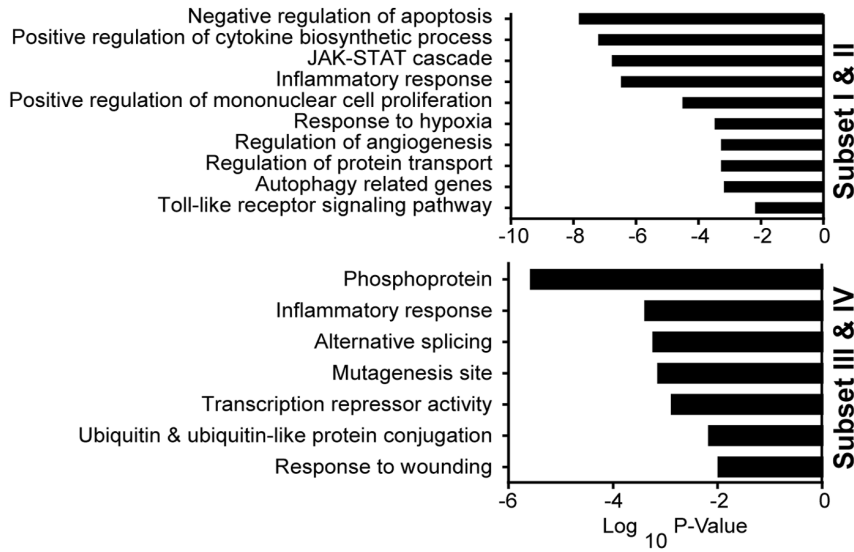 Negative regulation of apoptosis
Positive regulation of cytokine biosynthetic process
JAK-STAT cascade
Inflammatory response
Positive regulation of mononuclear cell proliferation
Response to hypoxia
Regulation of angiogenesis
Regulation of protein transport
Autophagy related genes
Toll-like receptor signaling pathway
-10 -8 -6 -4 -2 0
Subset I & II
Phosphoprotein
Inflammatory response
Alternative splicing
Mutagenesis site
Transcription repressor activity
Ubiquitin & ubiquitin-like protein conjugation
Response to wounding
-6 -4 -2 0
Subset III & IV
Log 10 P-Value